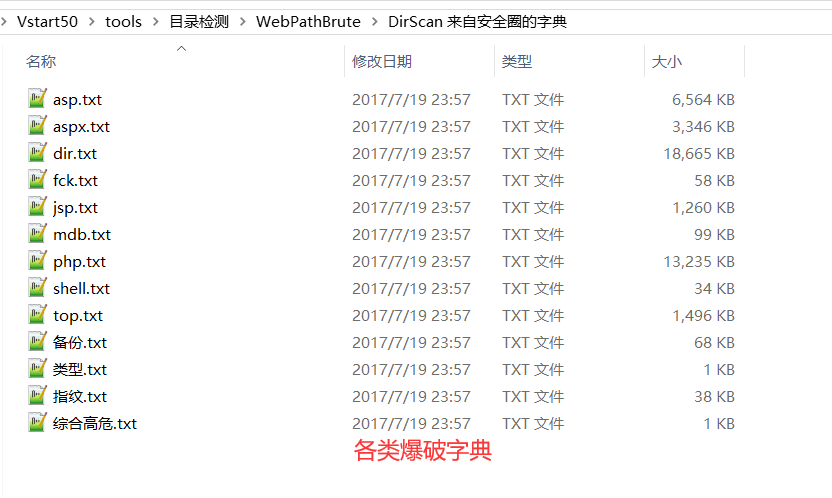 Vstart50 > tools > 目录检测 > WebPathBrute > DirScan 来自安全圈的字典
名称 修改日期 类型 大小
asp.txt 2017/7/19 23:57 TXT 文件 6,564 KB
aspx.txt 2017/7/19 23:57 TXT 文件 3,346 KB
dir.txt 2017/7/19 23:57 TXT 文件 18,665 KB
fck.txt 2017/7/19 23:57 TXT 文件 58 KB
jsp.txt 2017/7/19 23:57 TXT 文件 1,260 KB
mdb.txt 2017/7/19 23:57 TXT 文件 99 KB
php.txt 2017/7/19 23:57 TXT 文件 13,235 KB
shell.txt 2017/7/19 23:57 TXT 文件 34 KB
top.txt 2017/7/19 23:57 TXT 文件 1,496 KB
备份.txt 2017/7/19 23:57 TXT 文件 68 KB
类型.txt 2017/7/19 23:57 TXT 文件 1 KB
指纹.txt 2017/7/19 23:57 TXT 文件 38 KB
综合高危.txt 2017/7/19 23:57 TXT 文件 1 KB
各类爆破字典